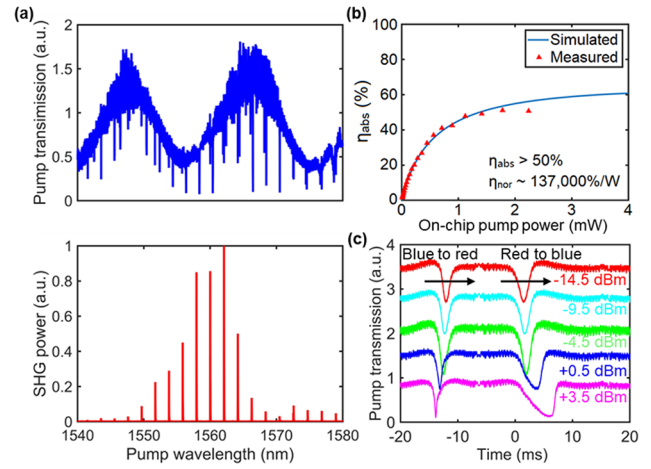 (a)
Pump transimission (a.u.)
2
1.5
1
0.5
0
SHG power (a.u.)
1
0.8
0.6
0.4
0.2
0
1540 1550 1560 1570 1580
Pump wavelength (nm)
(b)
ηabs (%)
100
80
60
40
20
0
Simulated
Measured
ηabs > 50%
ηnor ~ 137,000%/W
0 1 2 3 4
On-chip pump power (mW)
(c)
Pump transmission (a.u.)
4
3
2
1
0
Blue to red Red to blue
-14.5 dBm
-9.5 dBm
-4.5 dBm
+0.5 dBm
+3.5 dBm
-20 -10 0 10 20
Time (ms)